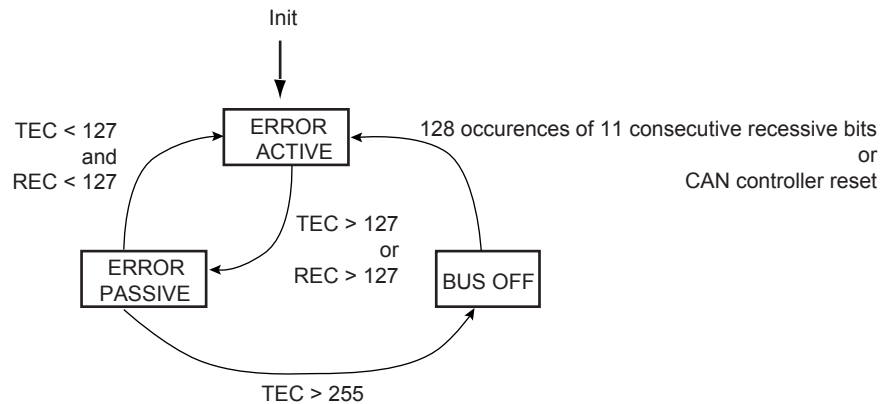 Init
ERROR
ACTIVE
TEC < 127
and
REC < 127
128 occurences of 11 consecutive recessive bits
or
CAN controller reset
TEC > 127
or
REC > 127
ERROR
PASSIVE
BUS OFF
TEC > 255